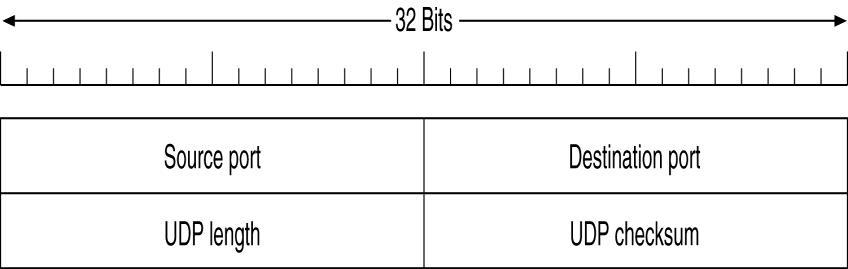 32 Bits
Source port
Destination port
UDP length
UDP checksum